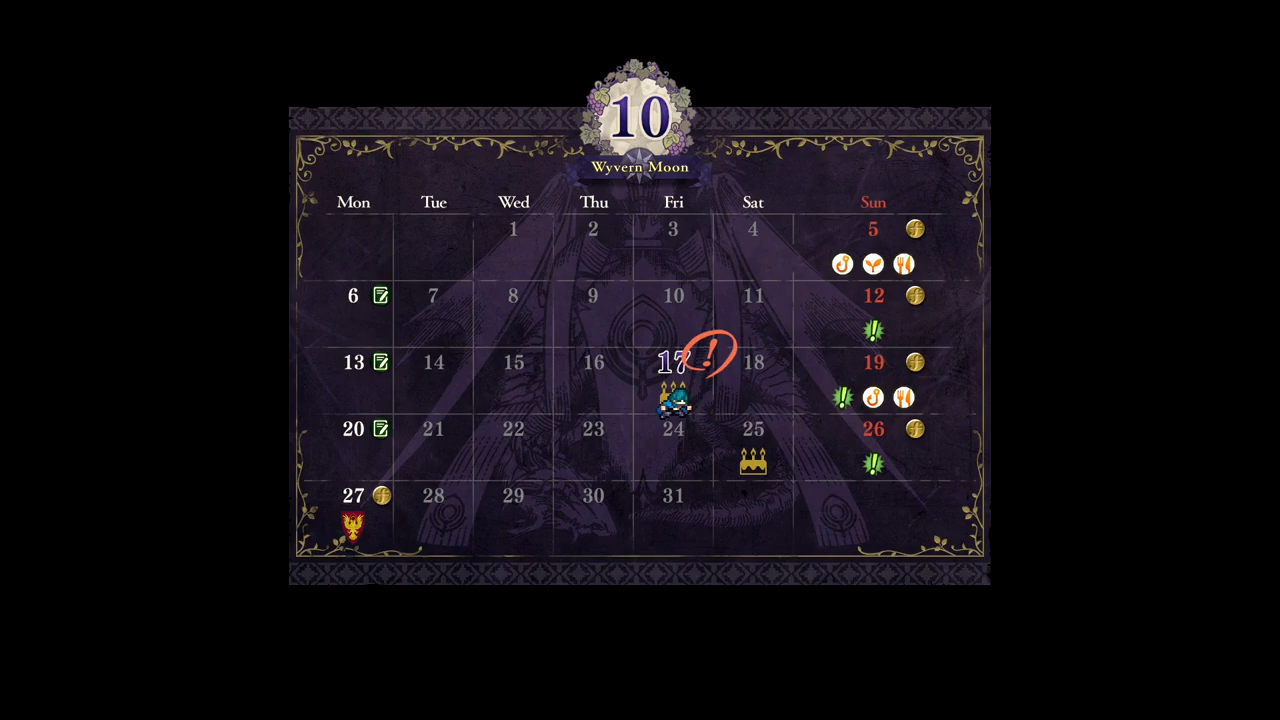 10
Wyvern Moon
Mon Tue Wed Thu Fri Sat Sun
1 2 3 4 5
6 7 8 9 10 11 12
13 14 15 16 17 ! 18 19
20 21 22 23 24 25 26
27 28 29 30 31